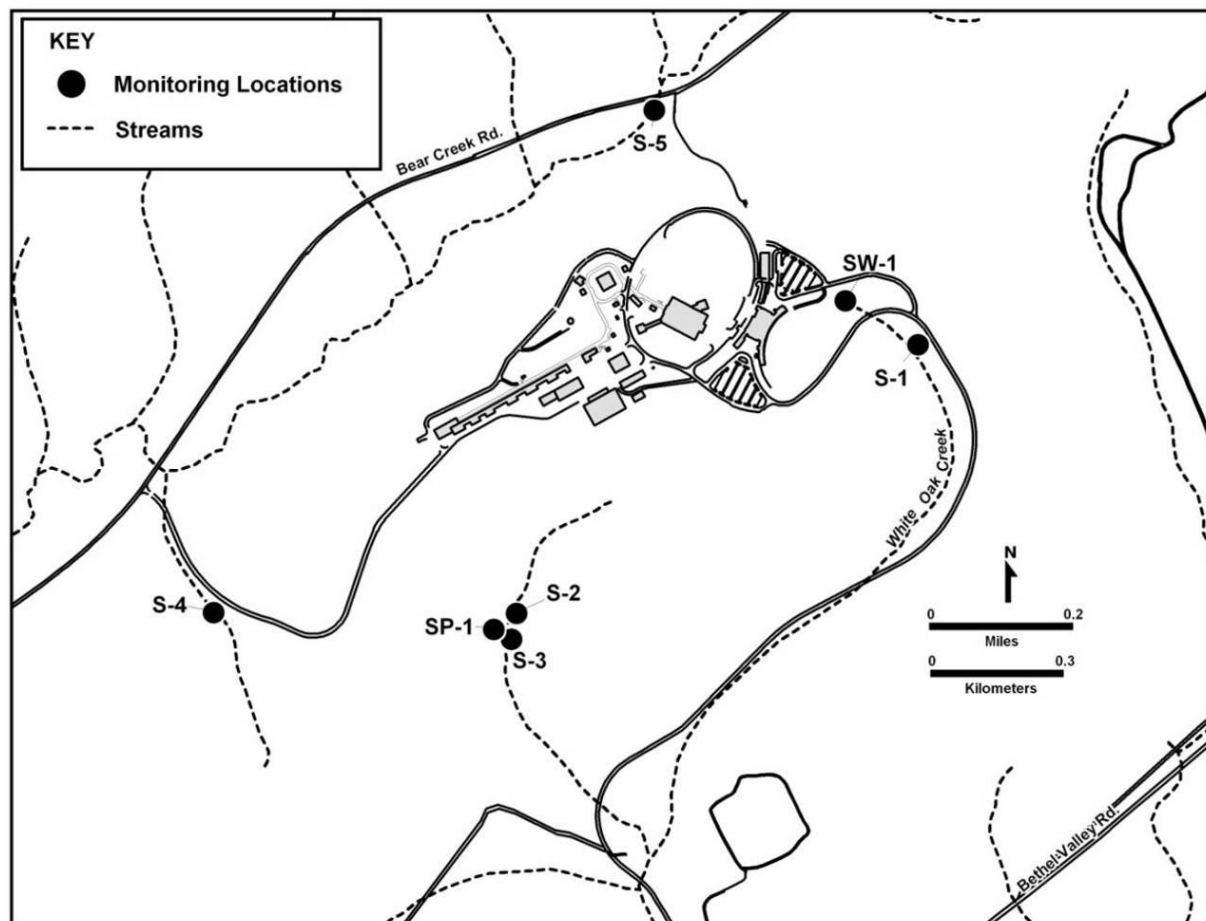 KEY
Monitoring Locations
Streams
Bear Creek Rd.
S-5
SW-1
S-1
White Oak Creek
S-4
S-2
SP-1
S-3
N
0 0.2
Miles
0 0.3
Kilometers
Bethel Valley Rd.